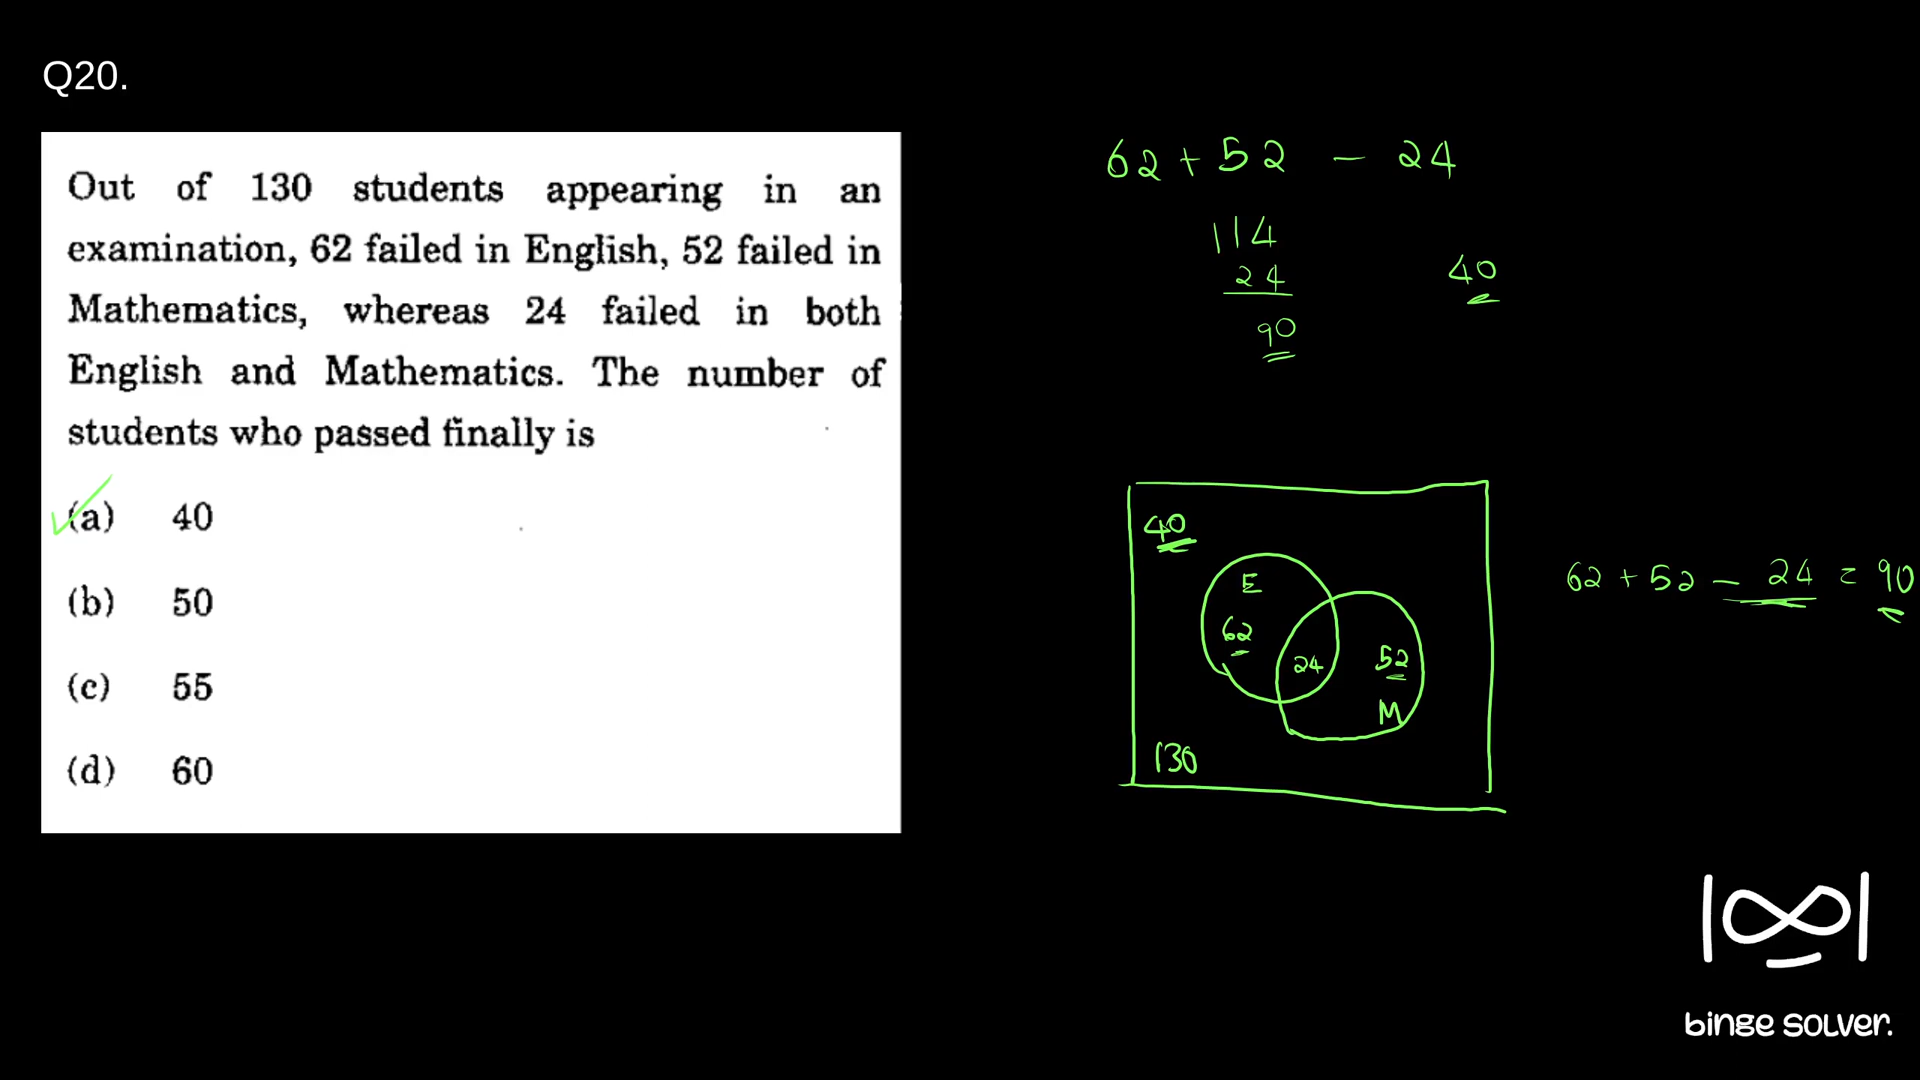 Q20.
Out of 130 students appearing in an
examination, 62 failed in English, 52 failed in
Mathematics, whereas 24 failed in both
English and Mathematics. The number of
students who passed finally is
(a) 40
(b) 50
(c) 55
(d) 60
62 + 52 - 24
114
24
90
40
40
E
62
24
52
M
130
62 + 52 - 24 = 90
binge solver.